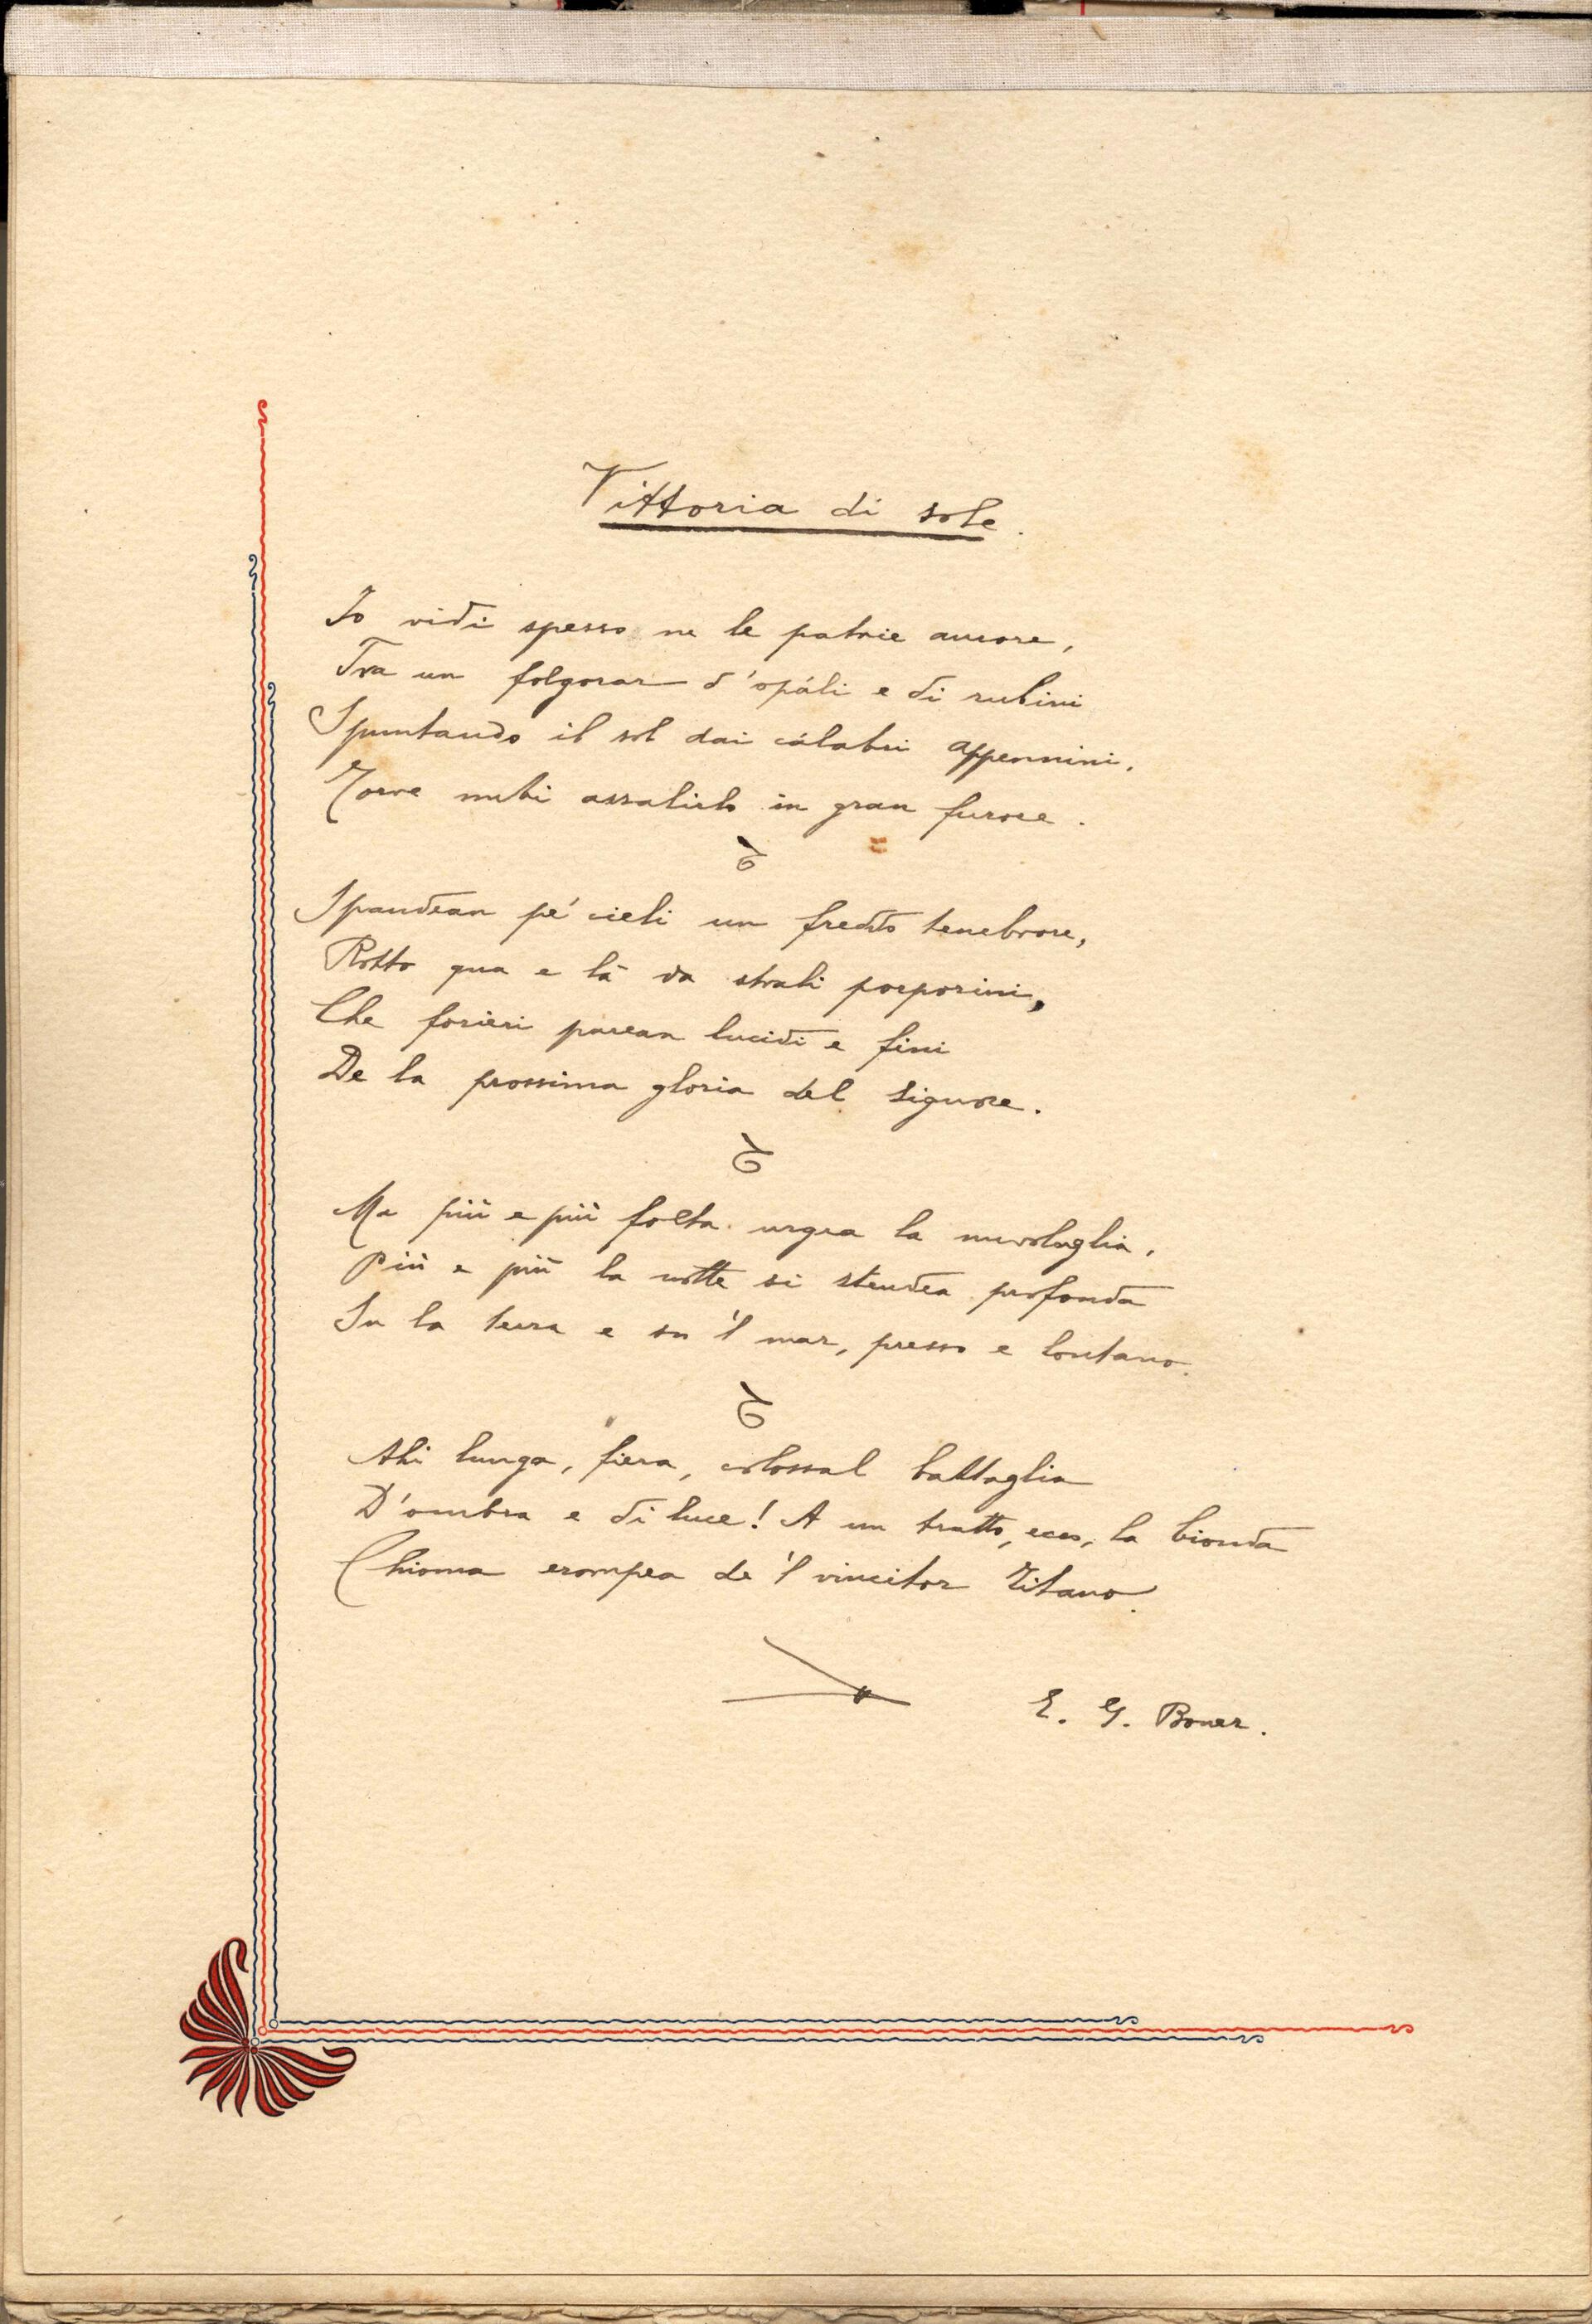 Vittoria di sole.
Io vidi spesso ne le patrie aurore,
Tra un folgorar d'opáli e di rubini
Spuntando il sol dai cálabri appennini,
Torve nubi assalirlo in gran furore.
Spandean pe' cieli un freddo tenebrore,
Rotto qua e là da strali porporini,
Che forieri parean lucidi e fini
De la prossima gloria del Signore.
Ma più e più folta urgea la nuvolaglia,
Più e più la notte si stendea profonda
Su la terra e su 'l mar, presso e lontano.
Ahi lunga, fiera, colossal battaglia
D'ombra e di luce! A un tratto, ecco, la bionda
Chioma erompea de 'l vincitor Titano.
E. G. Boner.